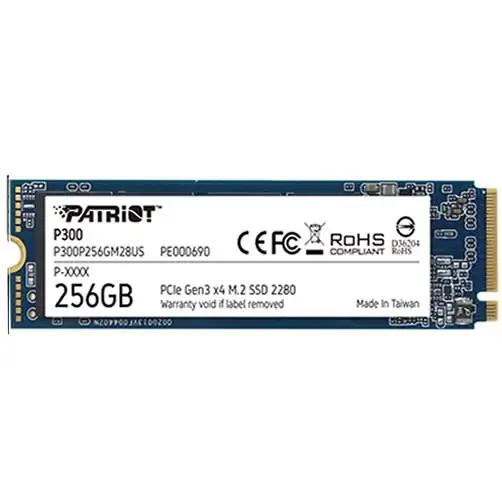 PATRIOT
P300
P300P256GM28US PE000690
P-XXXX
256GB
PCIe Gen3 x4 M.2 SSD 2280
Warranty void if label removed
CE FC
RoHS
COMPLIANT
D36204
RoHS
Made In Taiwan